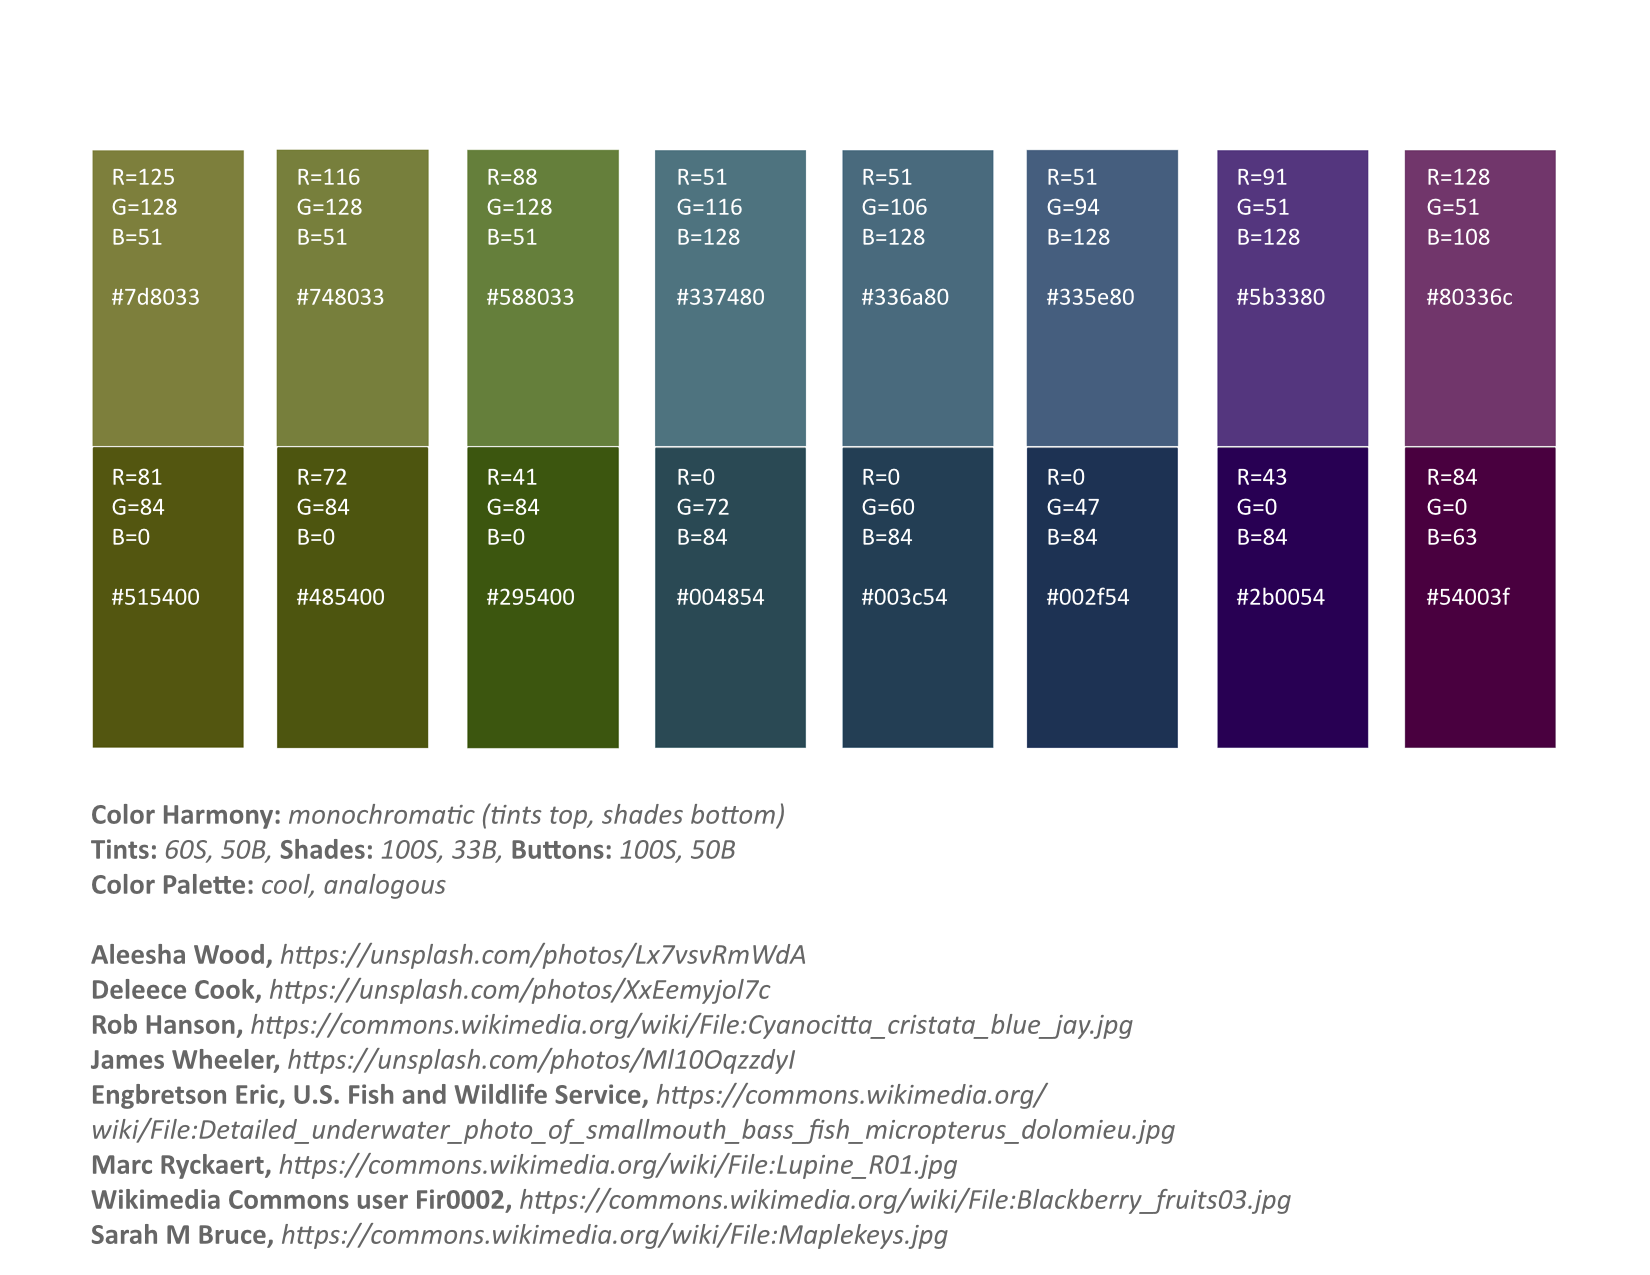 R=125
G=128
B=51
#7d8033
R=116
G=128
B=51
#748033
R=88
G=128
B=51
#588033
R=51
G=116
B=128
#337480
R=51
G=106
B=128
#336a80
R=51
G=94
B=128
#335e80
R=91
G=51
B=128
#5b3380
R=128
G=51
B=108
#80336c
R=81
G=84
B=0
#515400
R=72
G=84
B=0
#485400
R=41
G=84
B=0
#295400
R=0
G=72
B=84
#004854
R=0
G=60
B=84
#003c54
R=0
G=47
B=84
#002f54
R=43
G=0
B=84
#2b0054
R=84
G=0
B=63
#54003f
Color Harmony: monochromatic (tints top, shades bottom)
Tints: 60S, 50B, Shades: 100S, 33B, Buttons: 100S, 50B
Color Palette: cool, analogous
Aleesha Wood, https://unsplash.com/photos/Lx7vsvRmWdA
Deleece Cook, https://unsplash.com/photos/XxEemyjol7c
Rob Hanson, https://commons.wikimedia.org/wiki/File:Cyanocitta_cristata_blue_jay.jpg
James Wheeler, https://unsplash.com/photos/Ml10OqzzdyI
Engbretson Eric, U.S. Fish and Wildlife Service, https://commons.wikimedia.org/
wiki/File:Detailed_underwater_photo_of_smallmouth_bass_fish_micropterus_dolomieu.jpg
Marc Ryckaert, https://commons.wikimedia.org/wiki/File:Lupine_R01.jpg
Wikimedia Commons user Fir0002, https://commons.wikimedia.org/wiki/File:Blackberry_fruits03.jpg
Sarah M Bruce, https://commons.wikimedia.org/wiki/File:Maplekeys.jpg